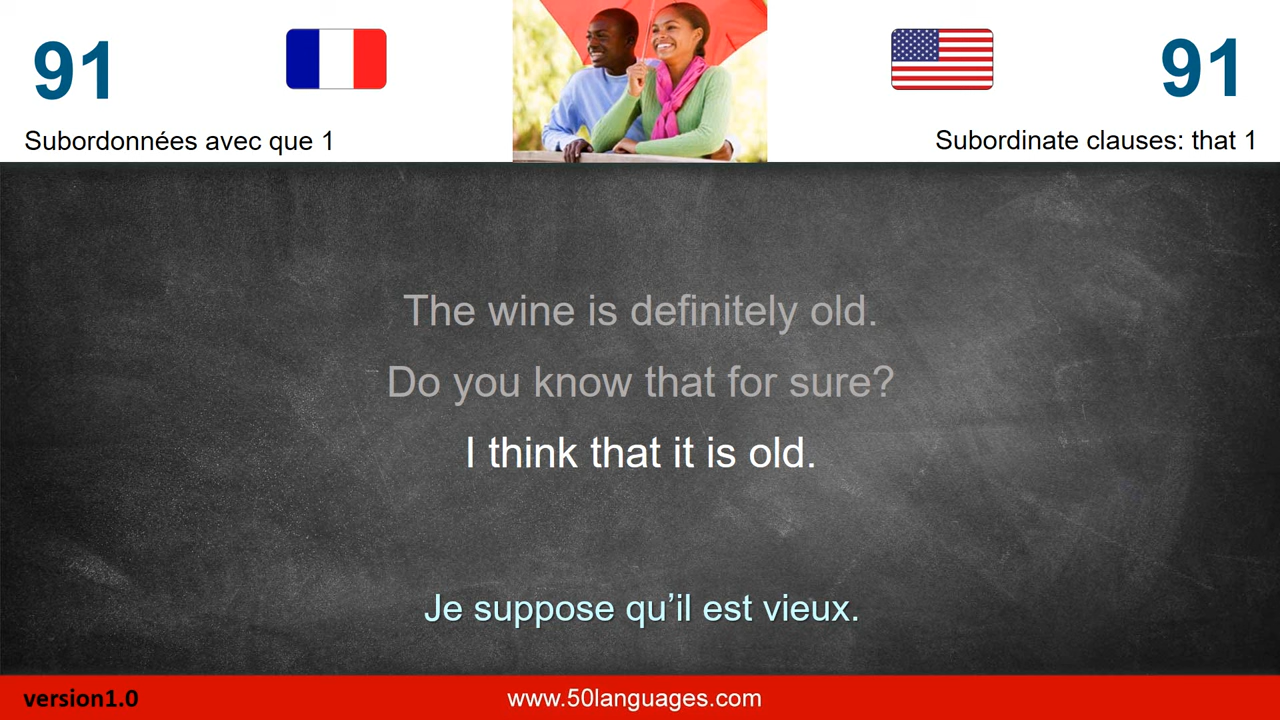 91
91
Subordonnées avec que 1
Subordinate clauses: that 1
The wine is definitely old.
Do you know that for sure?
I think that it is old.
Je suppose qu’il est vieux.
version1.0
www.50languages.com